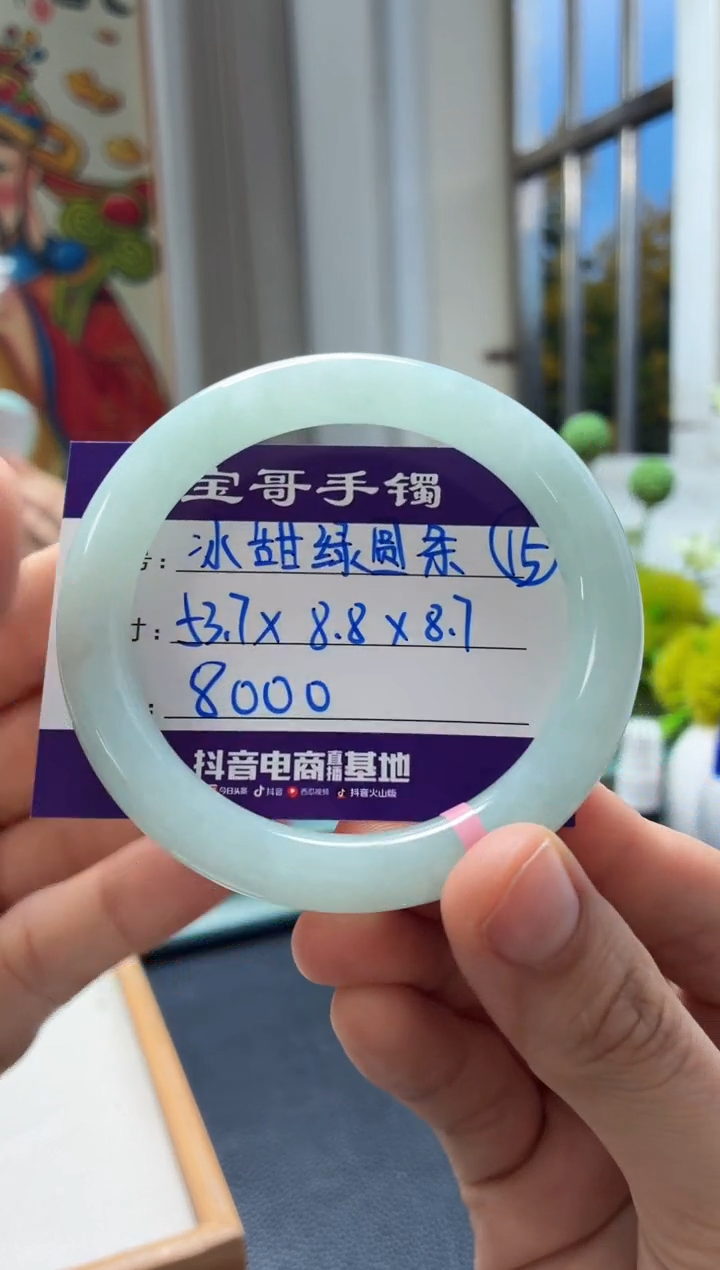 宝哥手镯
号: 冰甜绿圆条 (15)
寸: 53.7 x 8.8 x 8.7
: 8000
抖音电商直播基地
今日头条 抖音 西瓜视频 抖音火山版